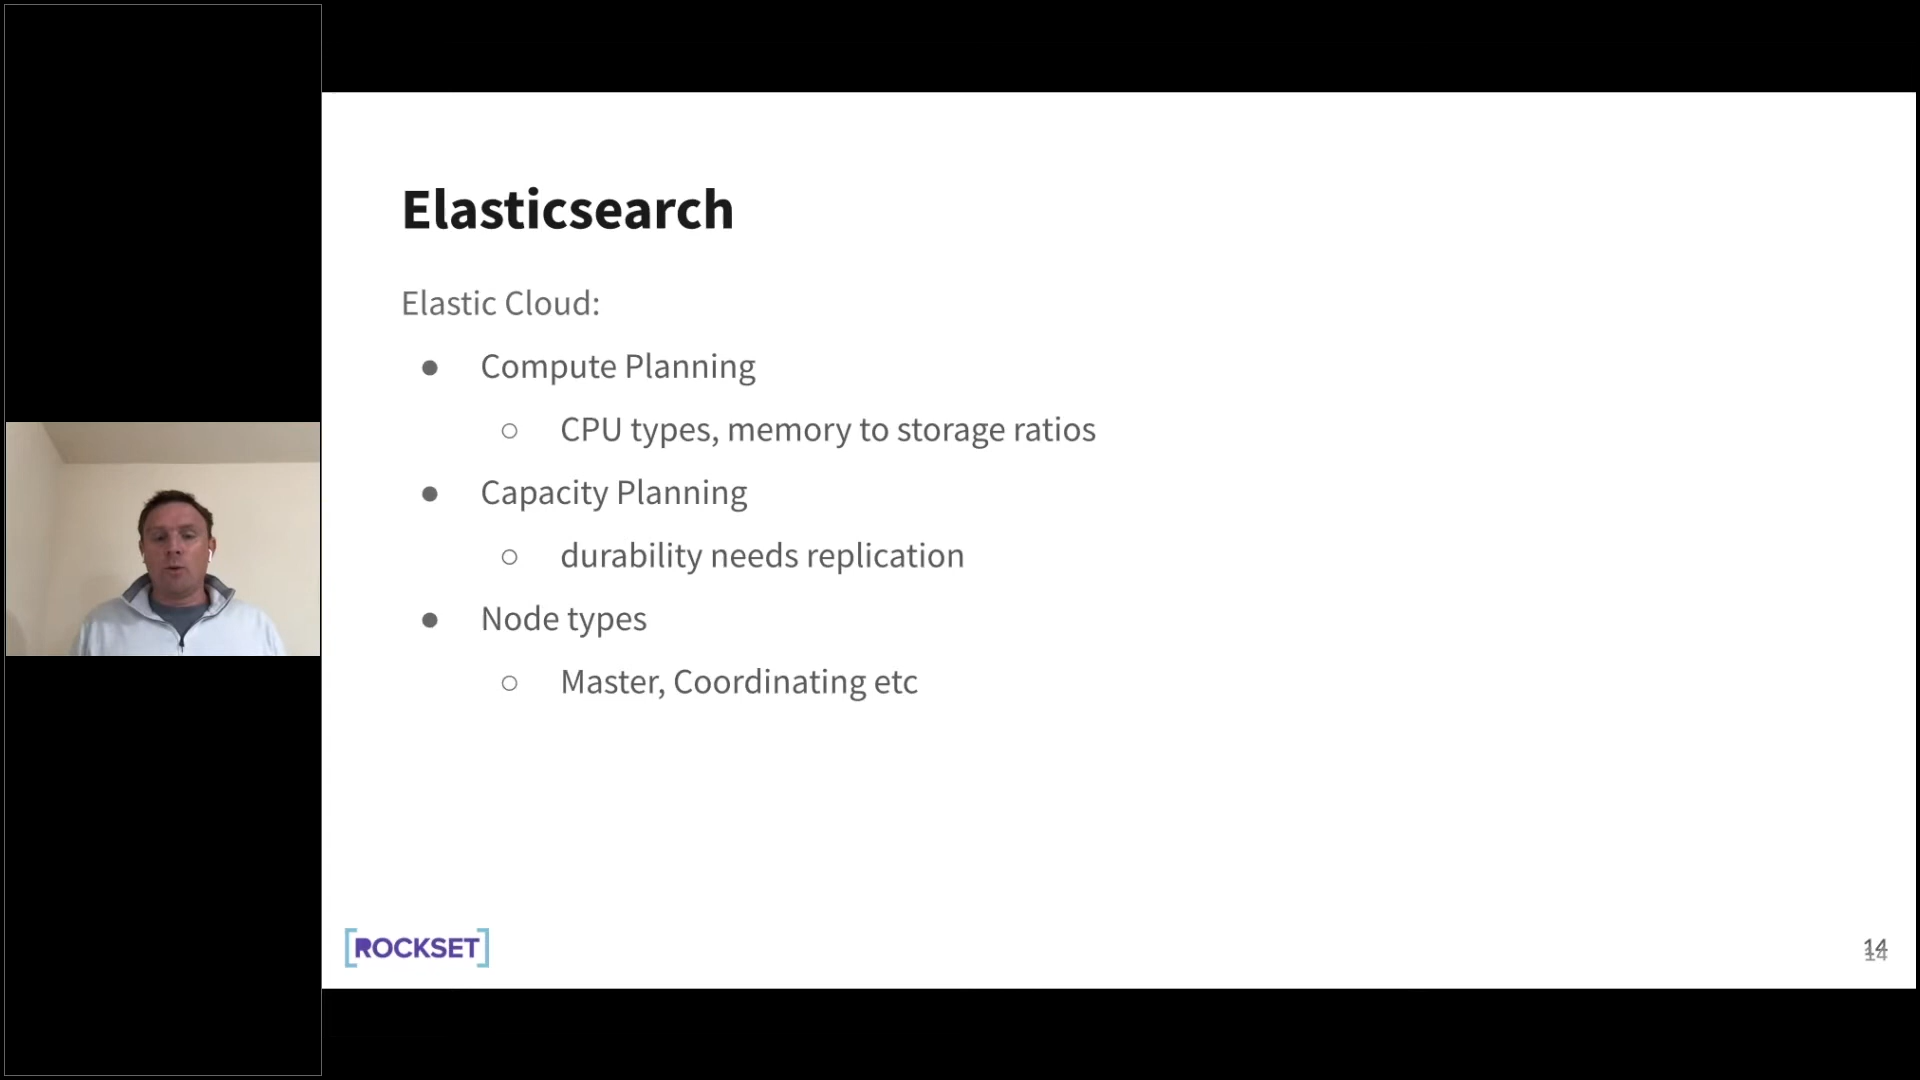 Elasticsearch
Elastic Cloud:
● Compute Planning
○ CPU types, memory to storage ratios
● Capacity Planning
○ durability needs replication
● Node types
○ Master, Coordinating etc
[ROCKSET]
14
14